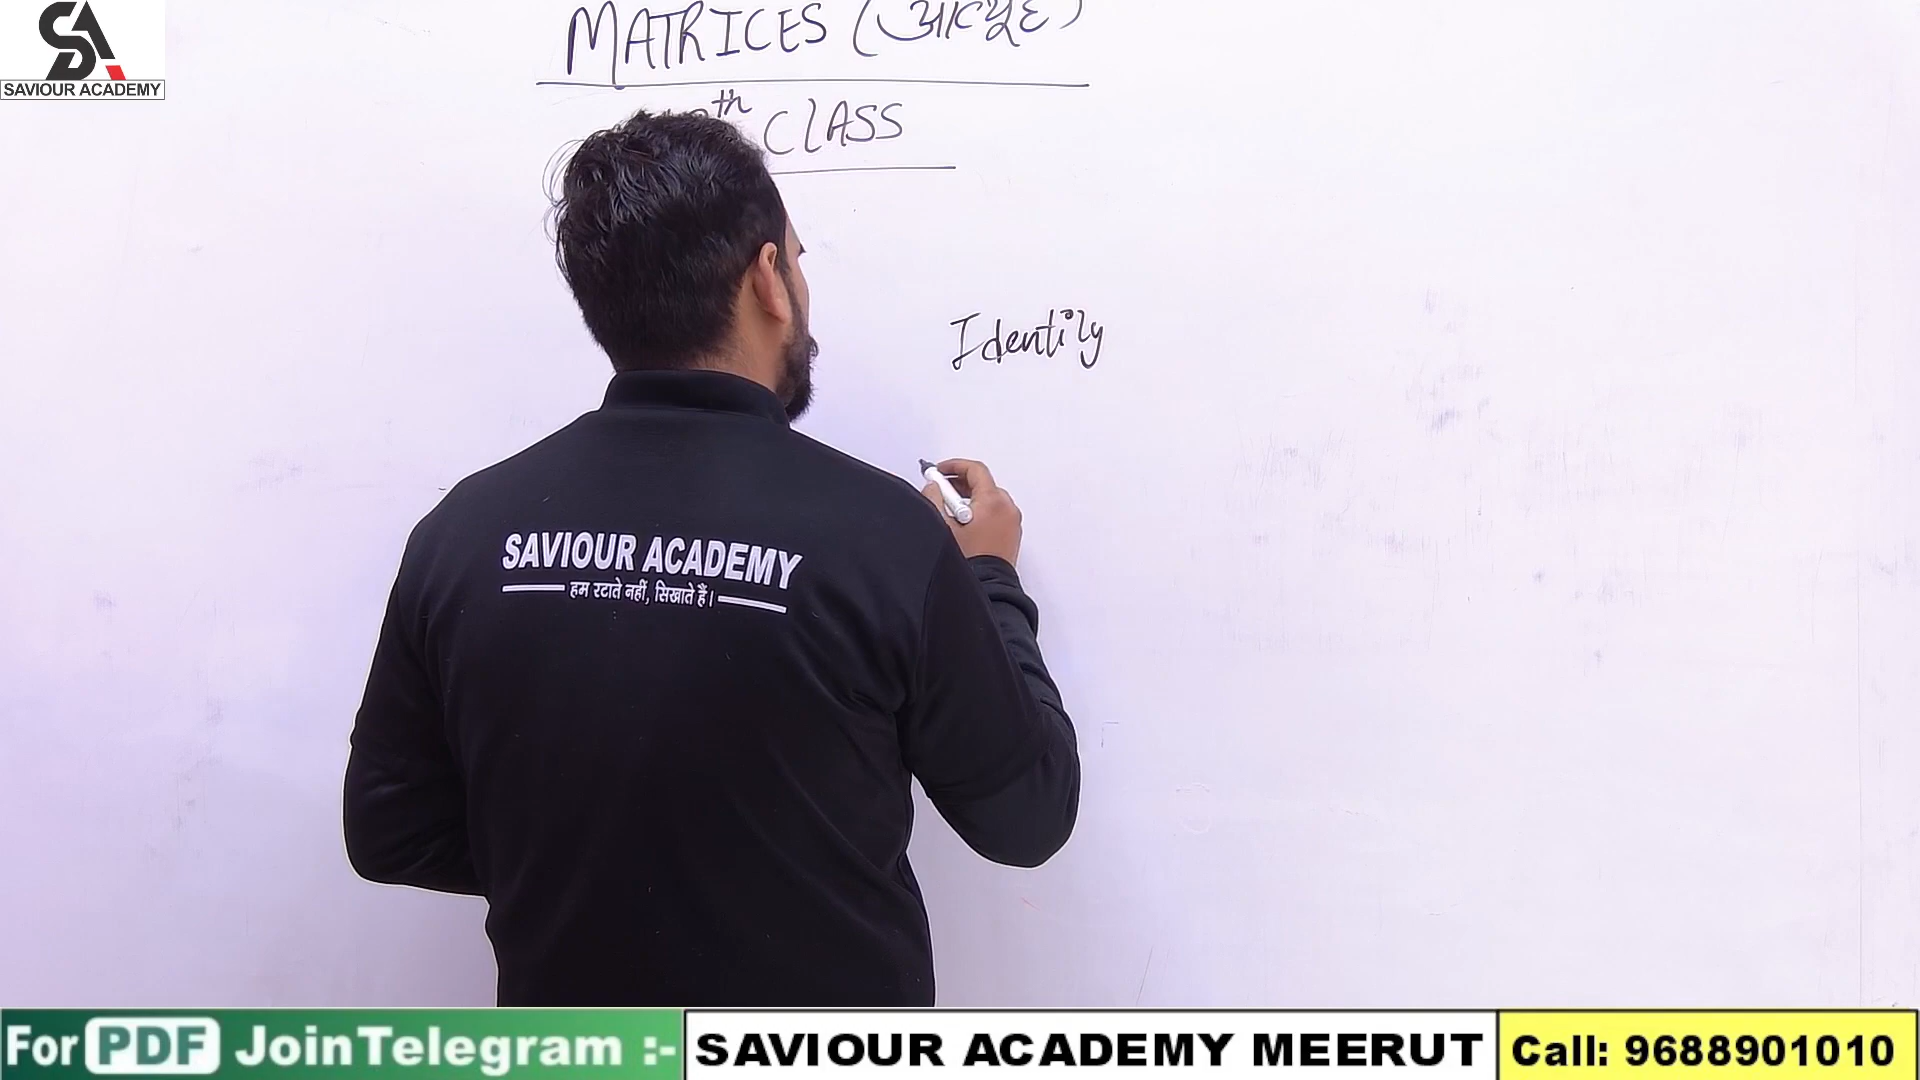 MATRICES (आव्यूह)
th CLASS
SAVIOUR ACADEMY
Identity
SAVIOUR ACADEMY
हम रटाते नहीं, सिखाते हैं।
For PDF Join Telegram :- SAVIOUR ACADEMY MEERUT Call: 9688901010